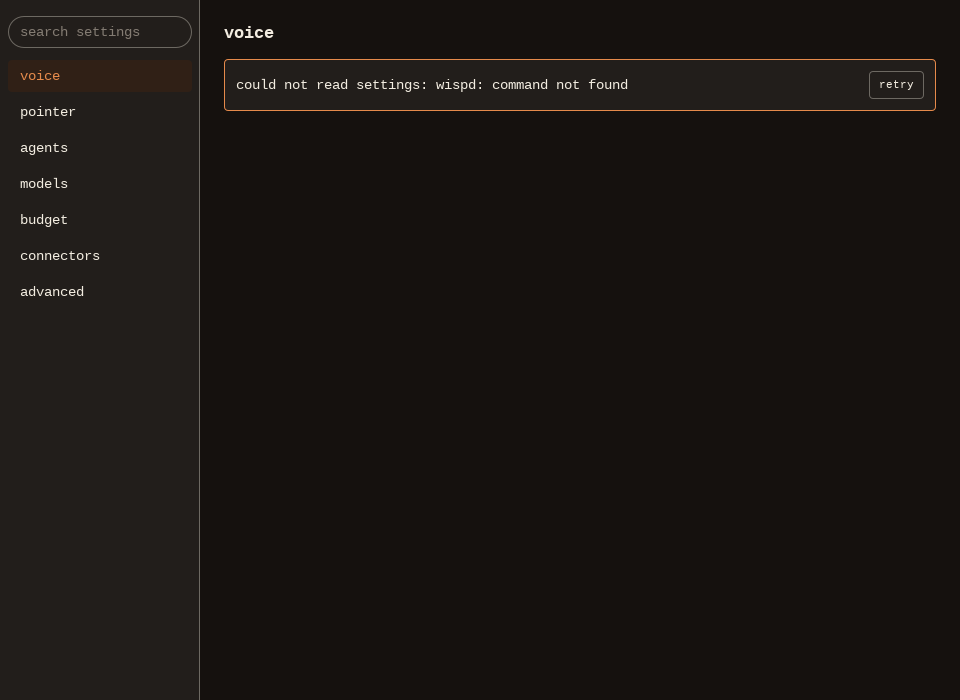 search settings
voice
pointer
agents
models
budget
connectors
advanced
voice
could not read settings: wispd: command not found
retry